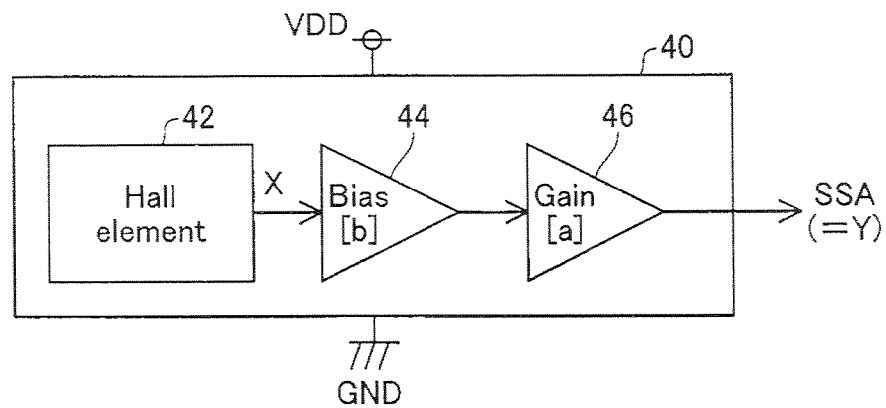 VDD
40
42
44
46
Hall
element
X
Bias
[b]
Gain
[a]
SSA
(=Y)
GND